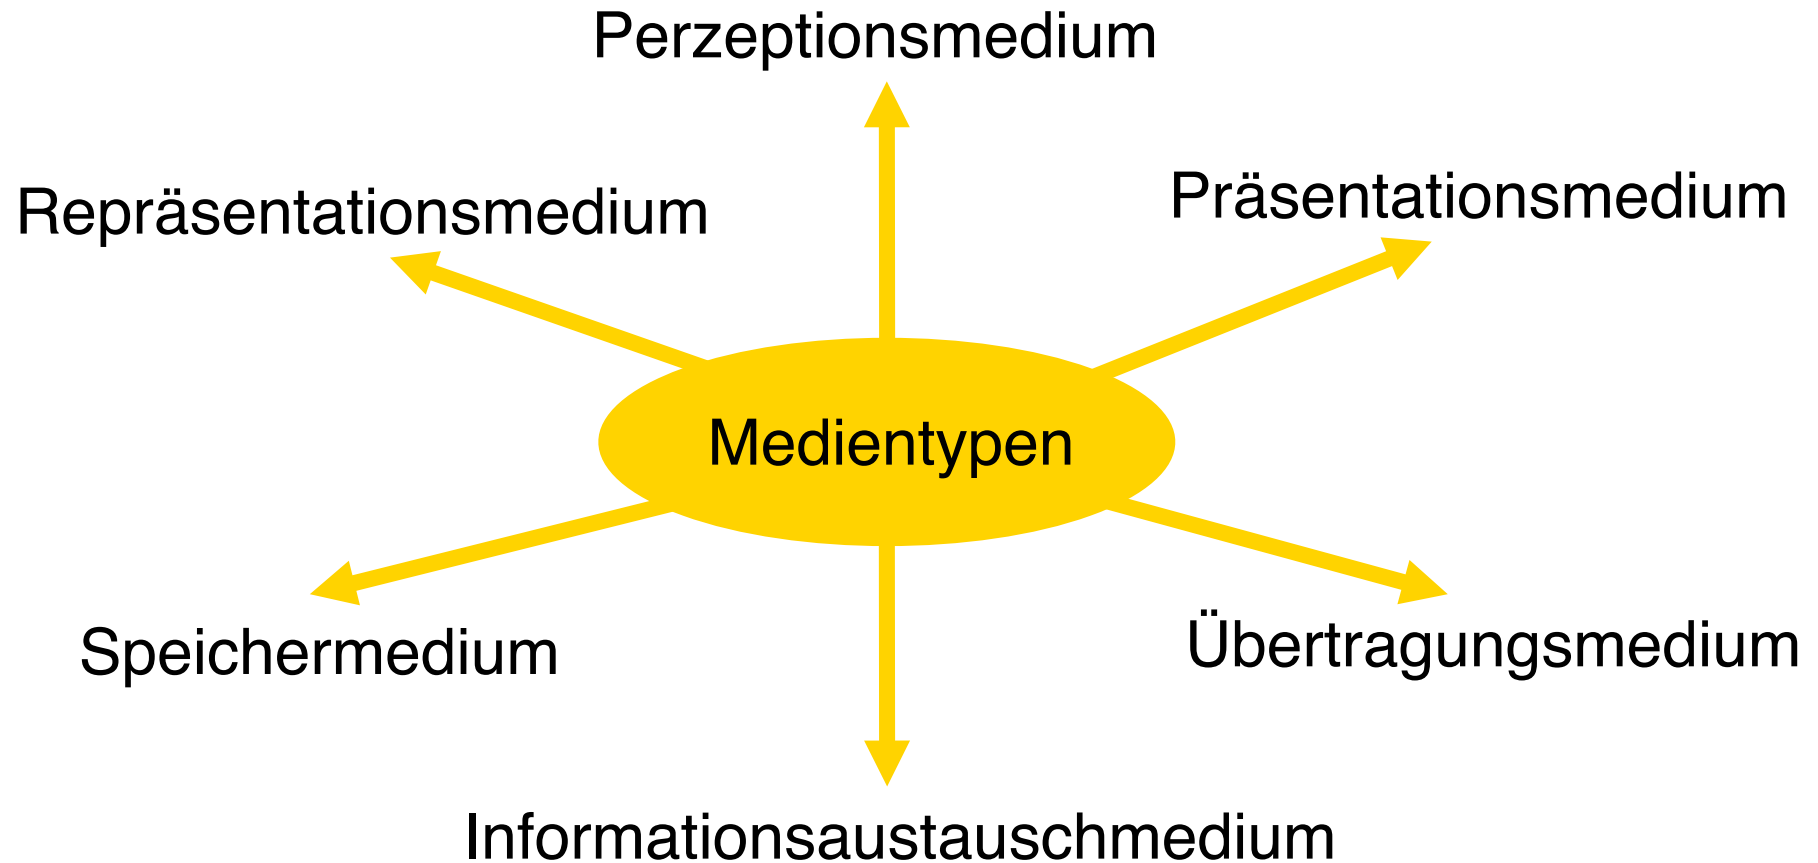 Perzeptionsmedium
Repräsentationsmedium
Präsentationsmedium
Medientypen
Speichermedium
Übertragungsmedium
Informationsaustauschmedium